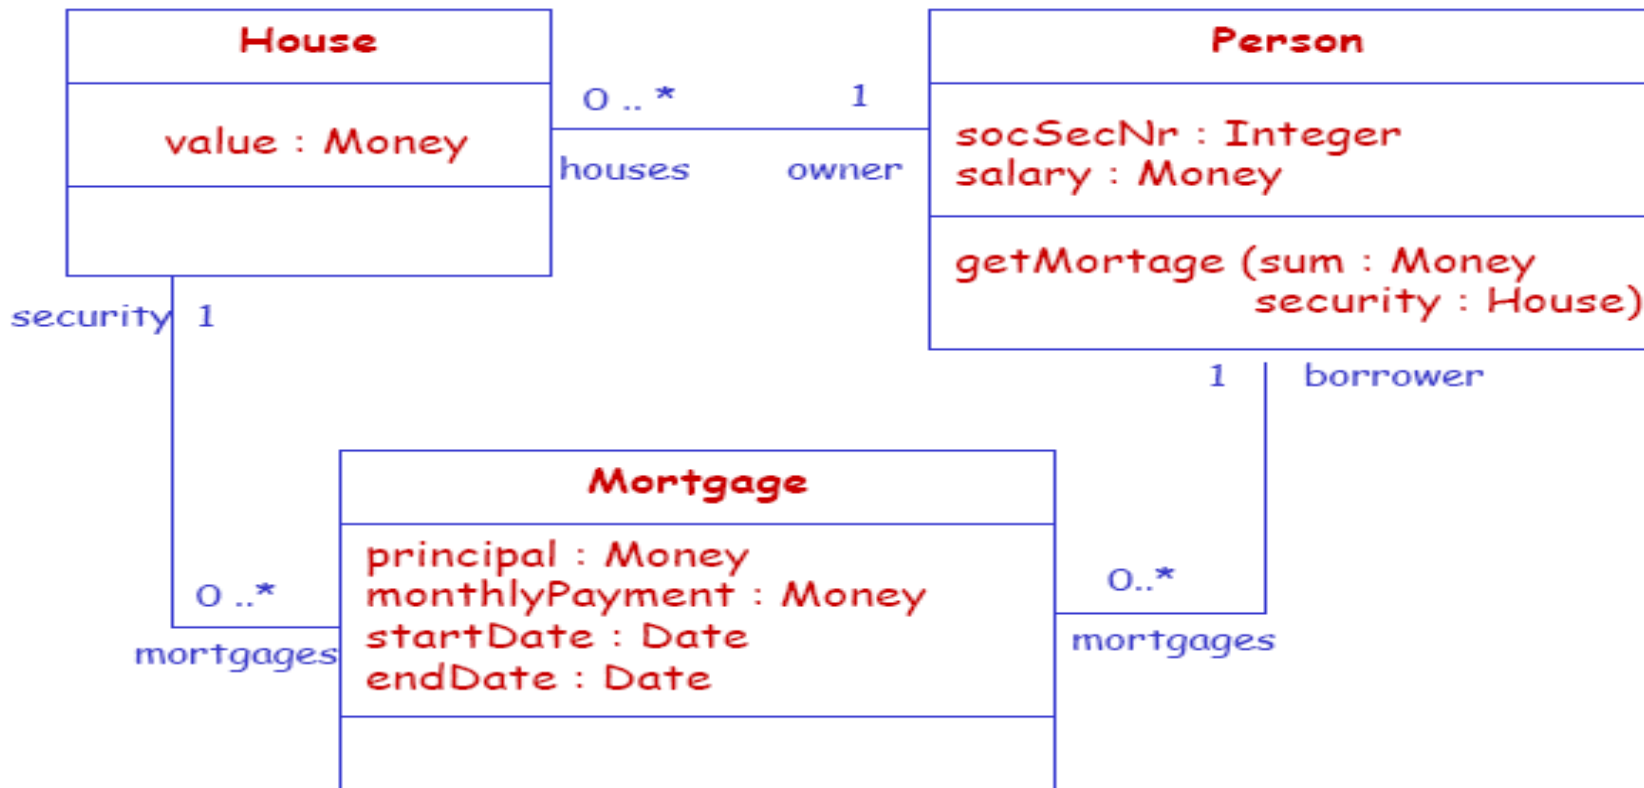 House
value : Money
0 .. *
1
houses
owner
Person
socSecNr : Integer
salary : Money
getMortage (sum : Money
security : House)
security 1
1 borrower
Mortgage
principal : Money
monthlyPayment : Money
startDate : Date
endDate : Date
0 ..*
mortgages
0..*
mortgages